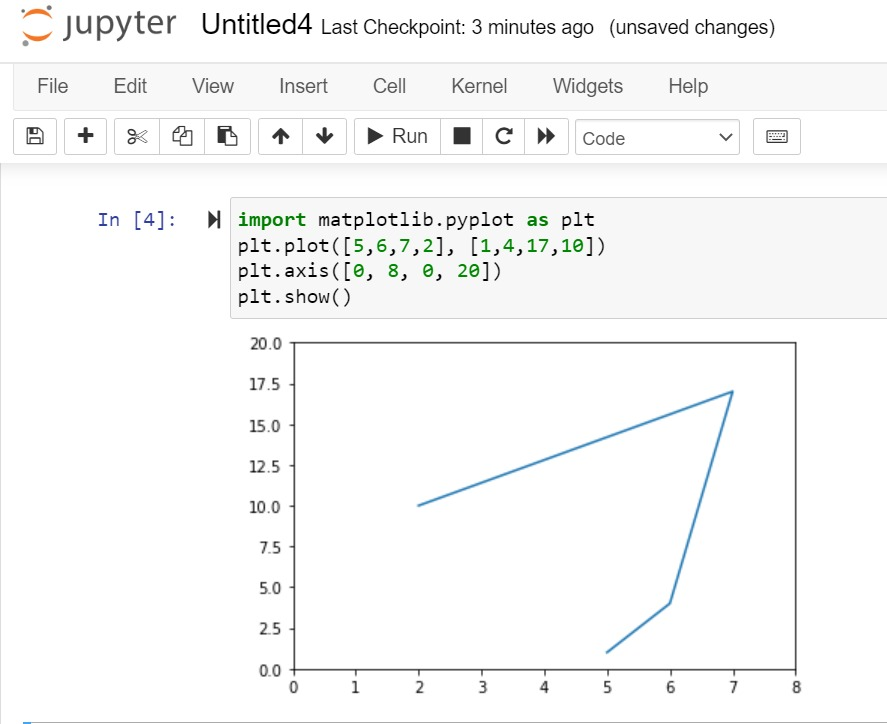 jupyter Untitled4 Last Checkpoint: 3 minutes ago (unsaved changes)
File Edit View Insert Cell Kernel Widgets Help
Run Code
In [4]: import matplotlib.pyplot as plt
plt.plot([5,6,7,2], [1,4,17,10])
plt.axis([0, 8, 0, 20])
plt.show()
20.0
17.5
15.0
12.5
10.0
7.5
5.0
2.5
0.0
0 1 2 3 4 5 6 7 8